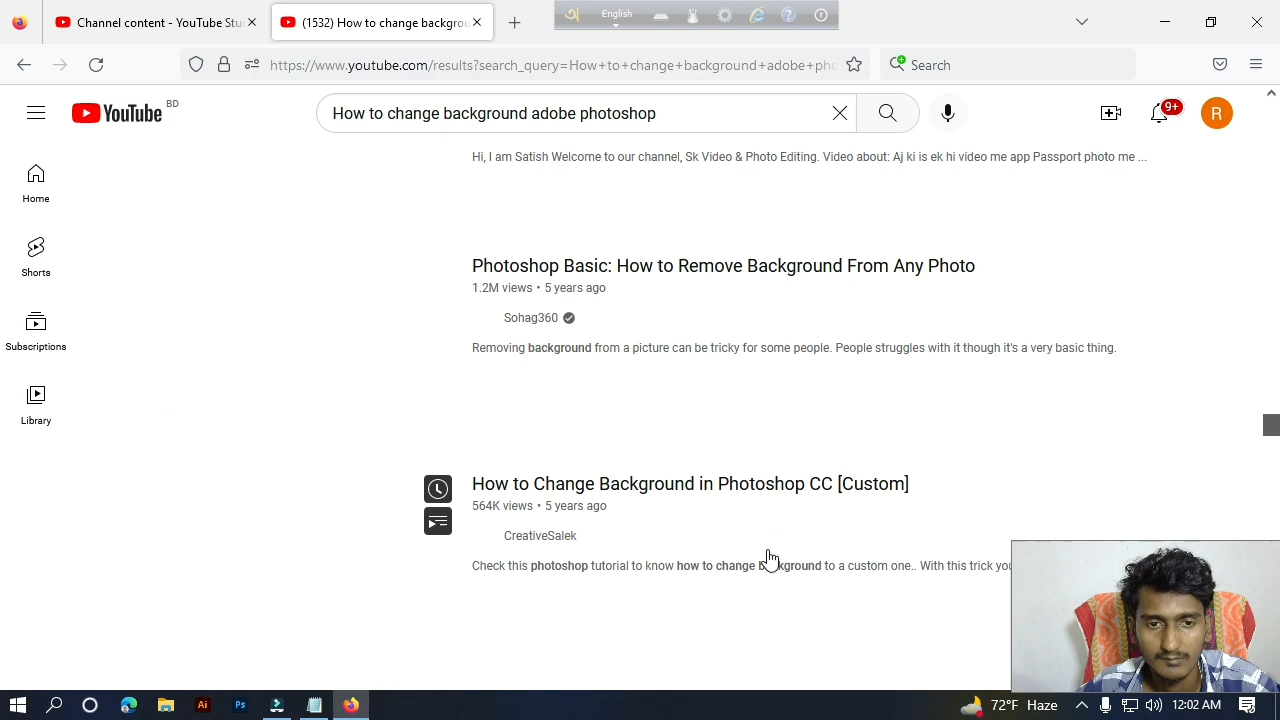 Channel content - YouTube Stu
(1532) How to change backgrou
English
https://www.youtube.com/results?search_query=How+to+change+background+adobe+pho
Search
YouTube BD
How to change background adobe photoshop
9+
R
Hi, I am Satish Welcome to our channel, Sk Video & Photo Editing. Video about: Aj ki is ek hi video me app Passport photo me ...
Home
Shorts
Subscriptions
Library
Photoshop Basic: How to Remove Background From Any Photo
1.2M views • 5 years ago
Sohag360
Removing background from a picture can be tricky for some people. People struggles with it though it's a very basic thing.
How to Change Background in Photoshop CC [Custom]
564K views • 5 years ago
CreativeSalek
Check this photoshop tutorial to know how to change to a custom one.. With this trick you
Ai
Ps
72°F Haze
12:02 AM